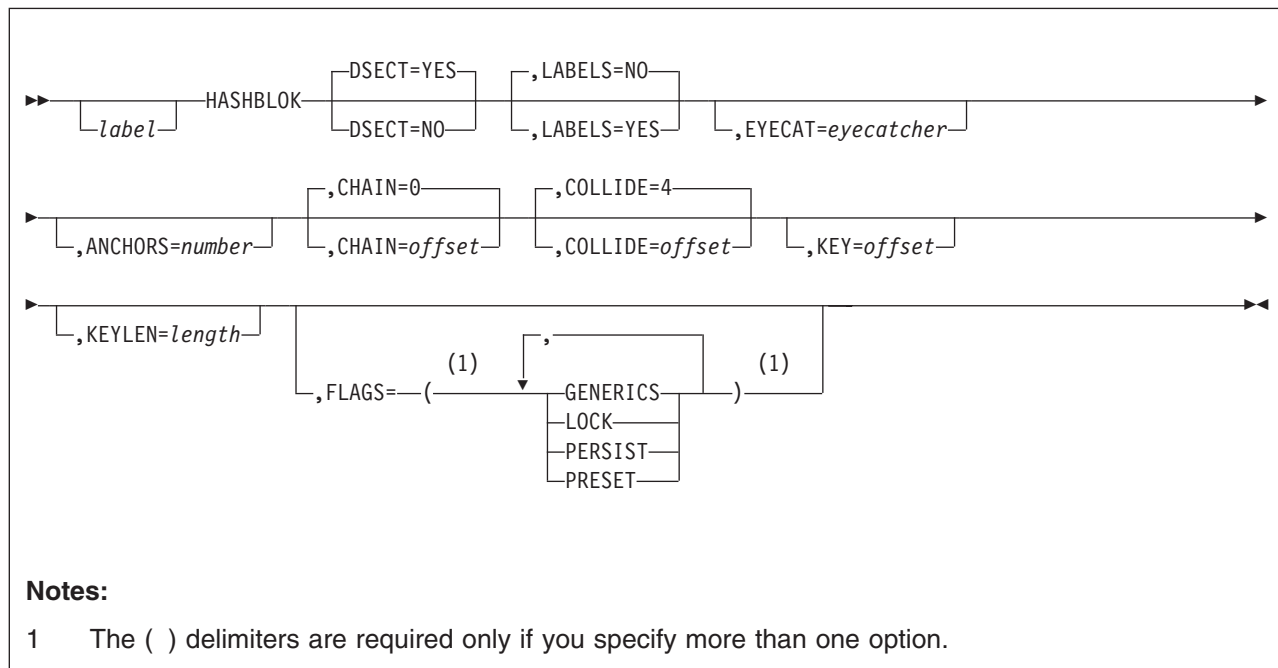 DSECT=YES ,LABELS=NO
label HASHBLOK DSECT=NO ,LABELS=YES ,EYECAT=eyecatcher
,CHAIN=0 ,COLLIDE=4
,ANCHORS=number ,CHAIN=offset ,COLLIDE=offset ,KEY=offset
,KEYLEN=length
,
(1) (1)
,FLAGS= ( GENERICS )
LOCK
PERSIST
PRESET
Notes:
1 The ( ) delimiters are required only if you specify more than one option.